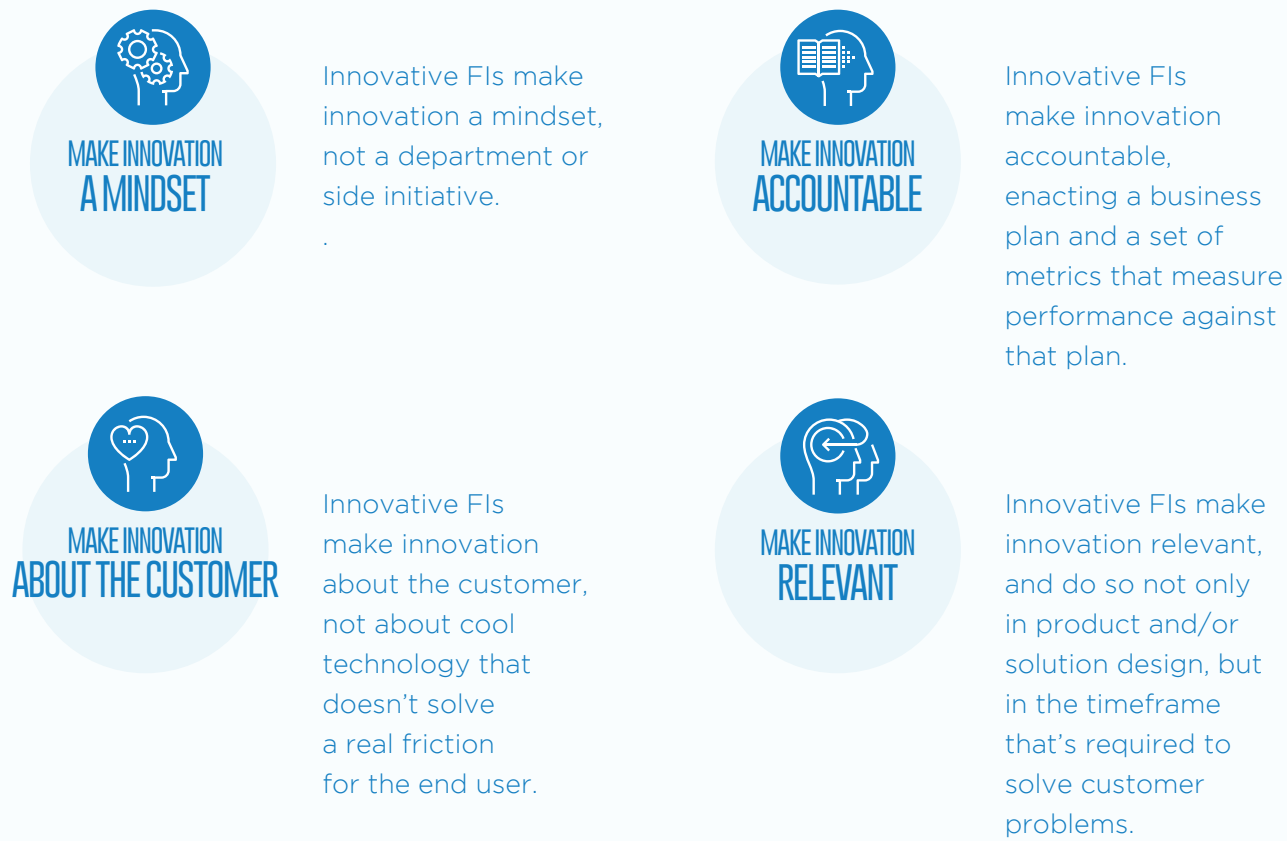 MAKE INNOVATION
A MINDSET
Innovative FIs make
innovation a mindset,
not a department or
side initiative.
.
MAKE INNOVATION
ACCOUNTABLE
Innovative FIs
make innovation
accountable,
enacting a business
plan and a set of
metrics that measure
performance against
that plan.
MAKE INNOVATION
ABOUT THE CUSTOMER
Innovative FIs
make innovation
about the customer,
not about cool
technology that
doesn’t solve
a real friction
for the end user.
MAKE INNOVATION
RELEVANT
Innovative FIs make
innovation relevant,
and do so not only
in product and/or
solution design, but
in the timeframe
that’s required to
solve customer
problems.